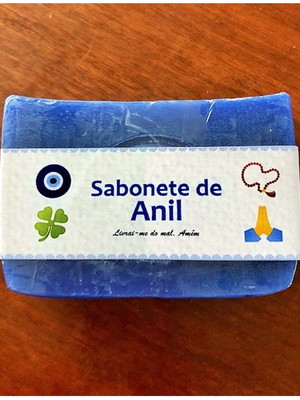 Sabonete de
Anil
Livrai-me do mal, Amém